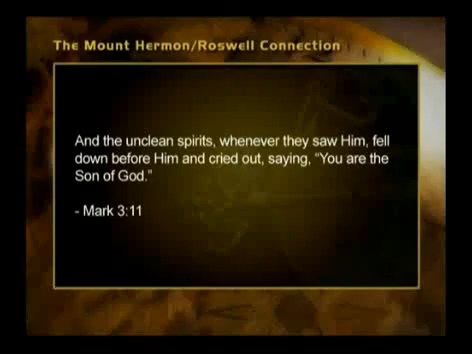 The Mount Hermon/Roswell Connection
And the unclean spirits, whenever they saw Him, fell
down before Him and cried out, saying, “You are the
Son of God.”
- Mark 3:11